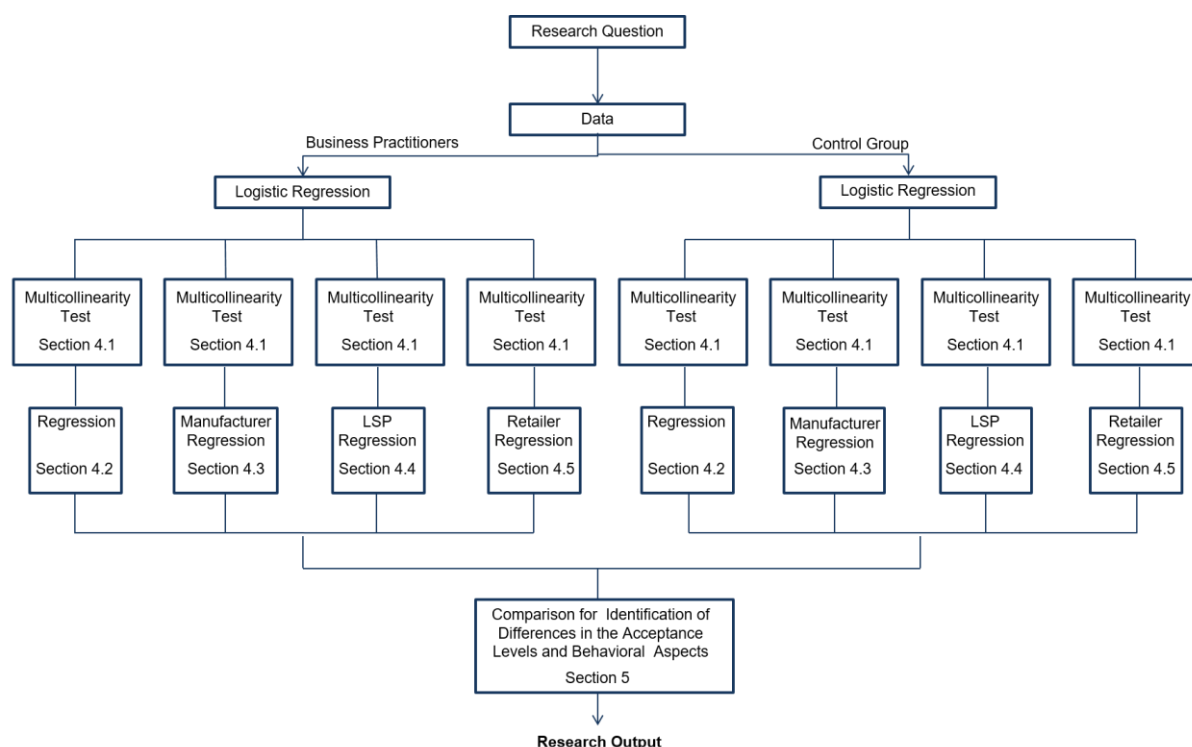 Research Question
Data
Business Practitioners
Control Group
Logistic Regression
Logistic Regression
Multicollinearity
Test
Section 4.1
Multicollinearity
Test
Section 4.1
Multicollinearity
Test
Section 4.1
Multicollinearity
Test
Section 4.1
Multicollinearity
Test
Section 4.1
Multicollinearity
Test
Section 4.1
Multicollinearity
Test
Section 4.1
Multicollinearity
Test
Section 4.1
Regression
Section 4.2
Manufacturer
Regression
Section 4.3
LSP
Regression
Section 4.4
Retailer
Regression
Section 4.5
Regression
Section 4.2
Manufacturer
Regression
Section 4.3
LSP
Regression
Section 4.4
Retailer
Regression
Section 4.5
Comparison for Identification of
Differences in the Acceptance
Levels and Behavioral Aspects
Section 5
Research Output